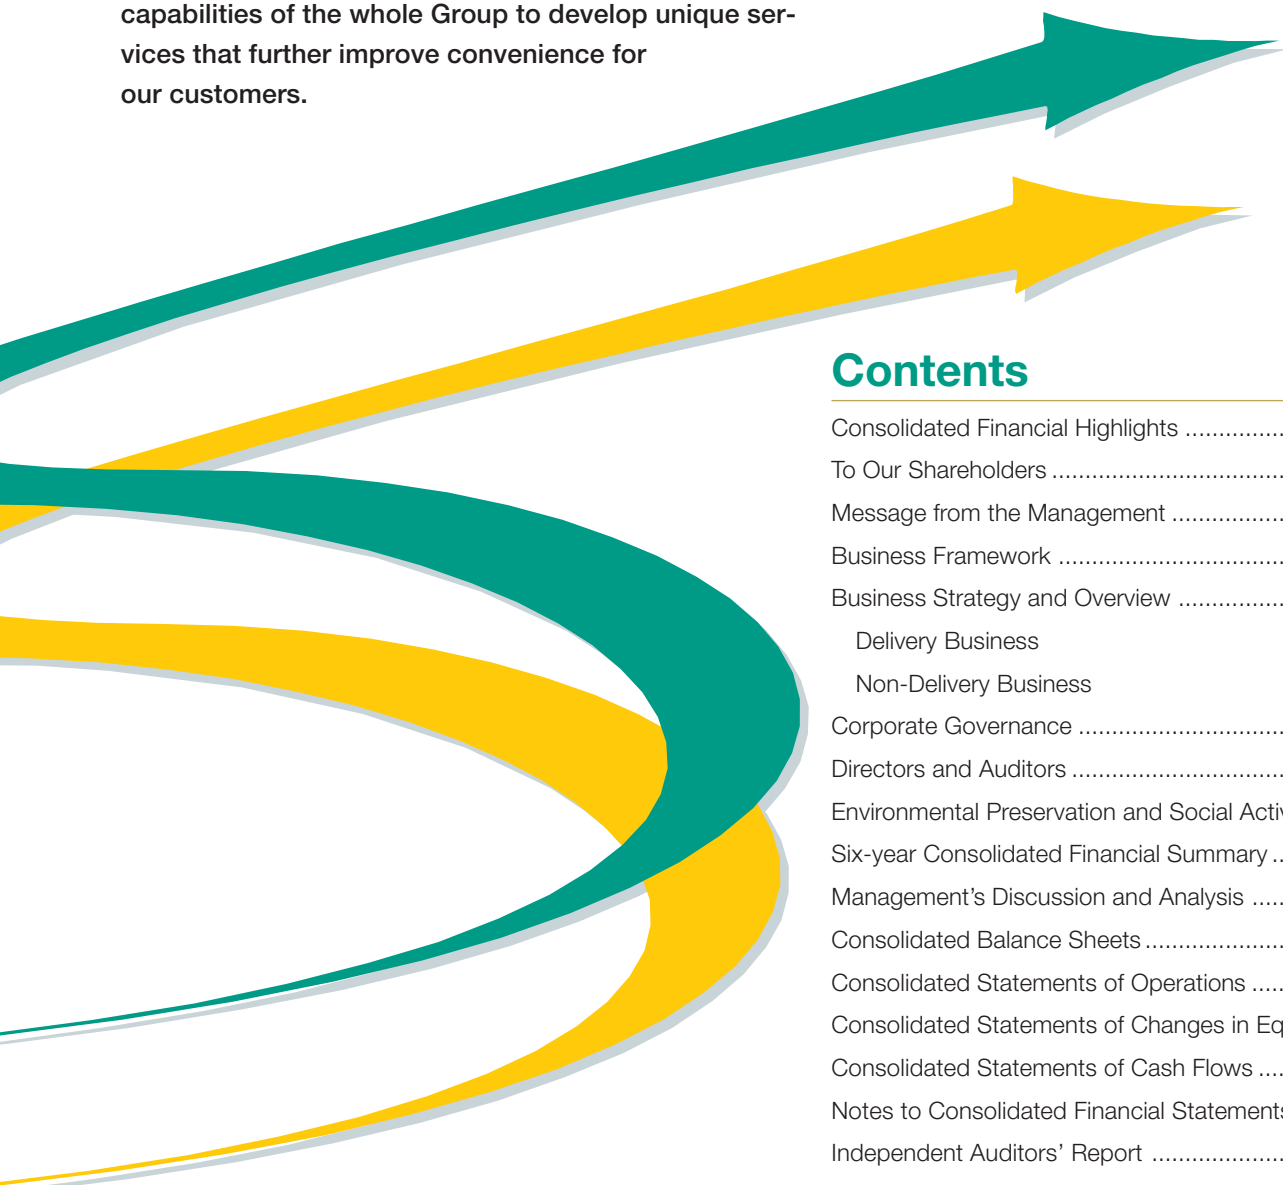 capabilities of the whole Group to develop unique ser-
vices that further improve convenience for
our customers.
Contents
Consolidated Financial Highlights ...............
To Our Shareholders ...................................
Message from the Management .................
Business Framework ..................................
Business Strategy and Overview ................
Delivery Business
Non-Delivery Business
Corporate Governance ...............................
Directors and Auditors ................................
Environmental Preservation and Social
Six-year Consolidated Financial Summary ..
Management’s Discussion and Analysis .....
Consolidated Balance Sheets .....................
Consolidated Statements of Operations .....
Consolidated Statements of Changes in
Consolidated Statements of Cash Flows ....
Notes to Consolidated Financial Statements
Independent Auditors’ Report ....................